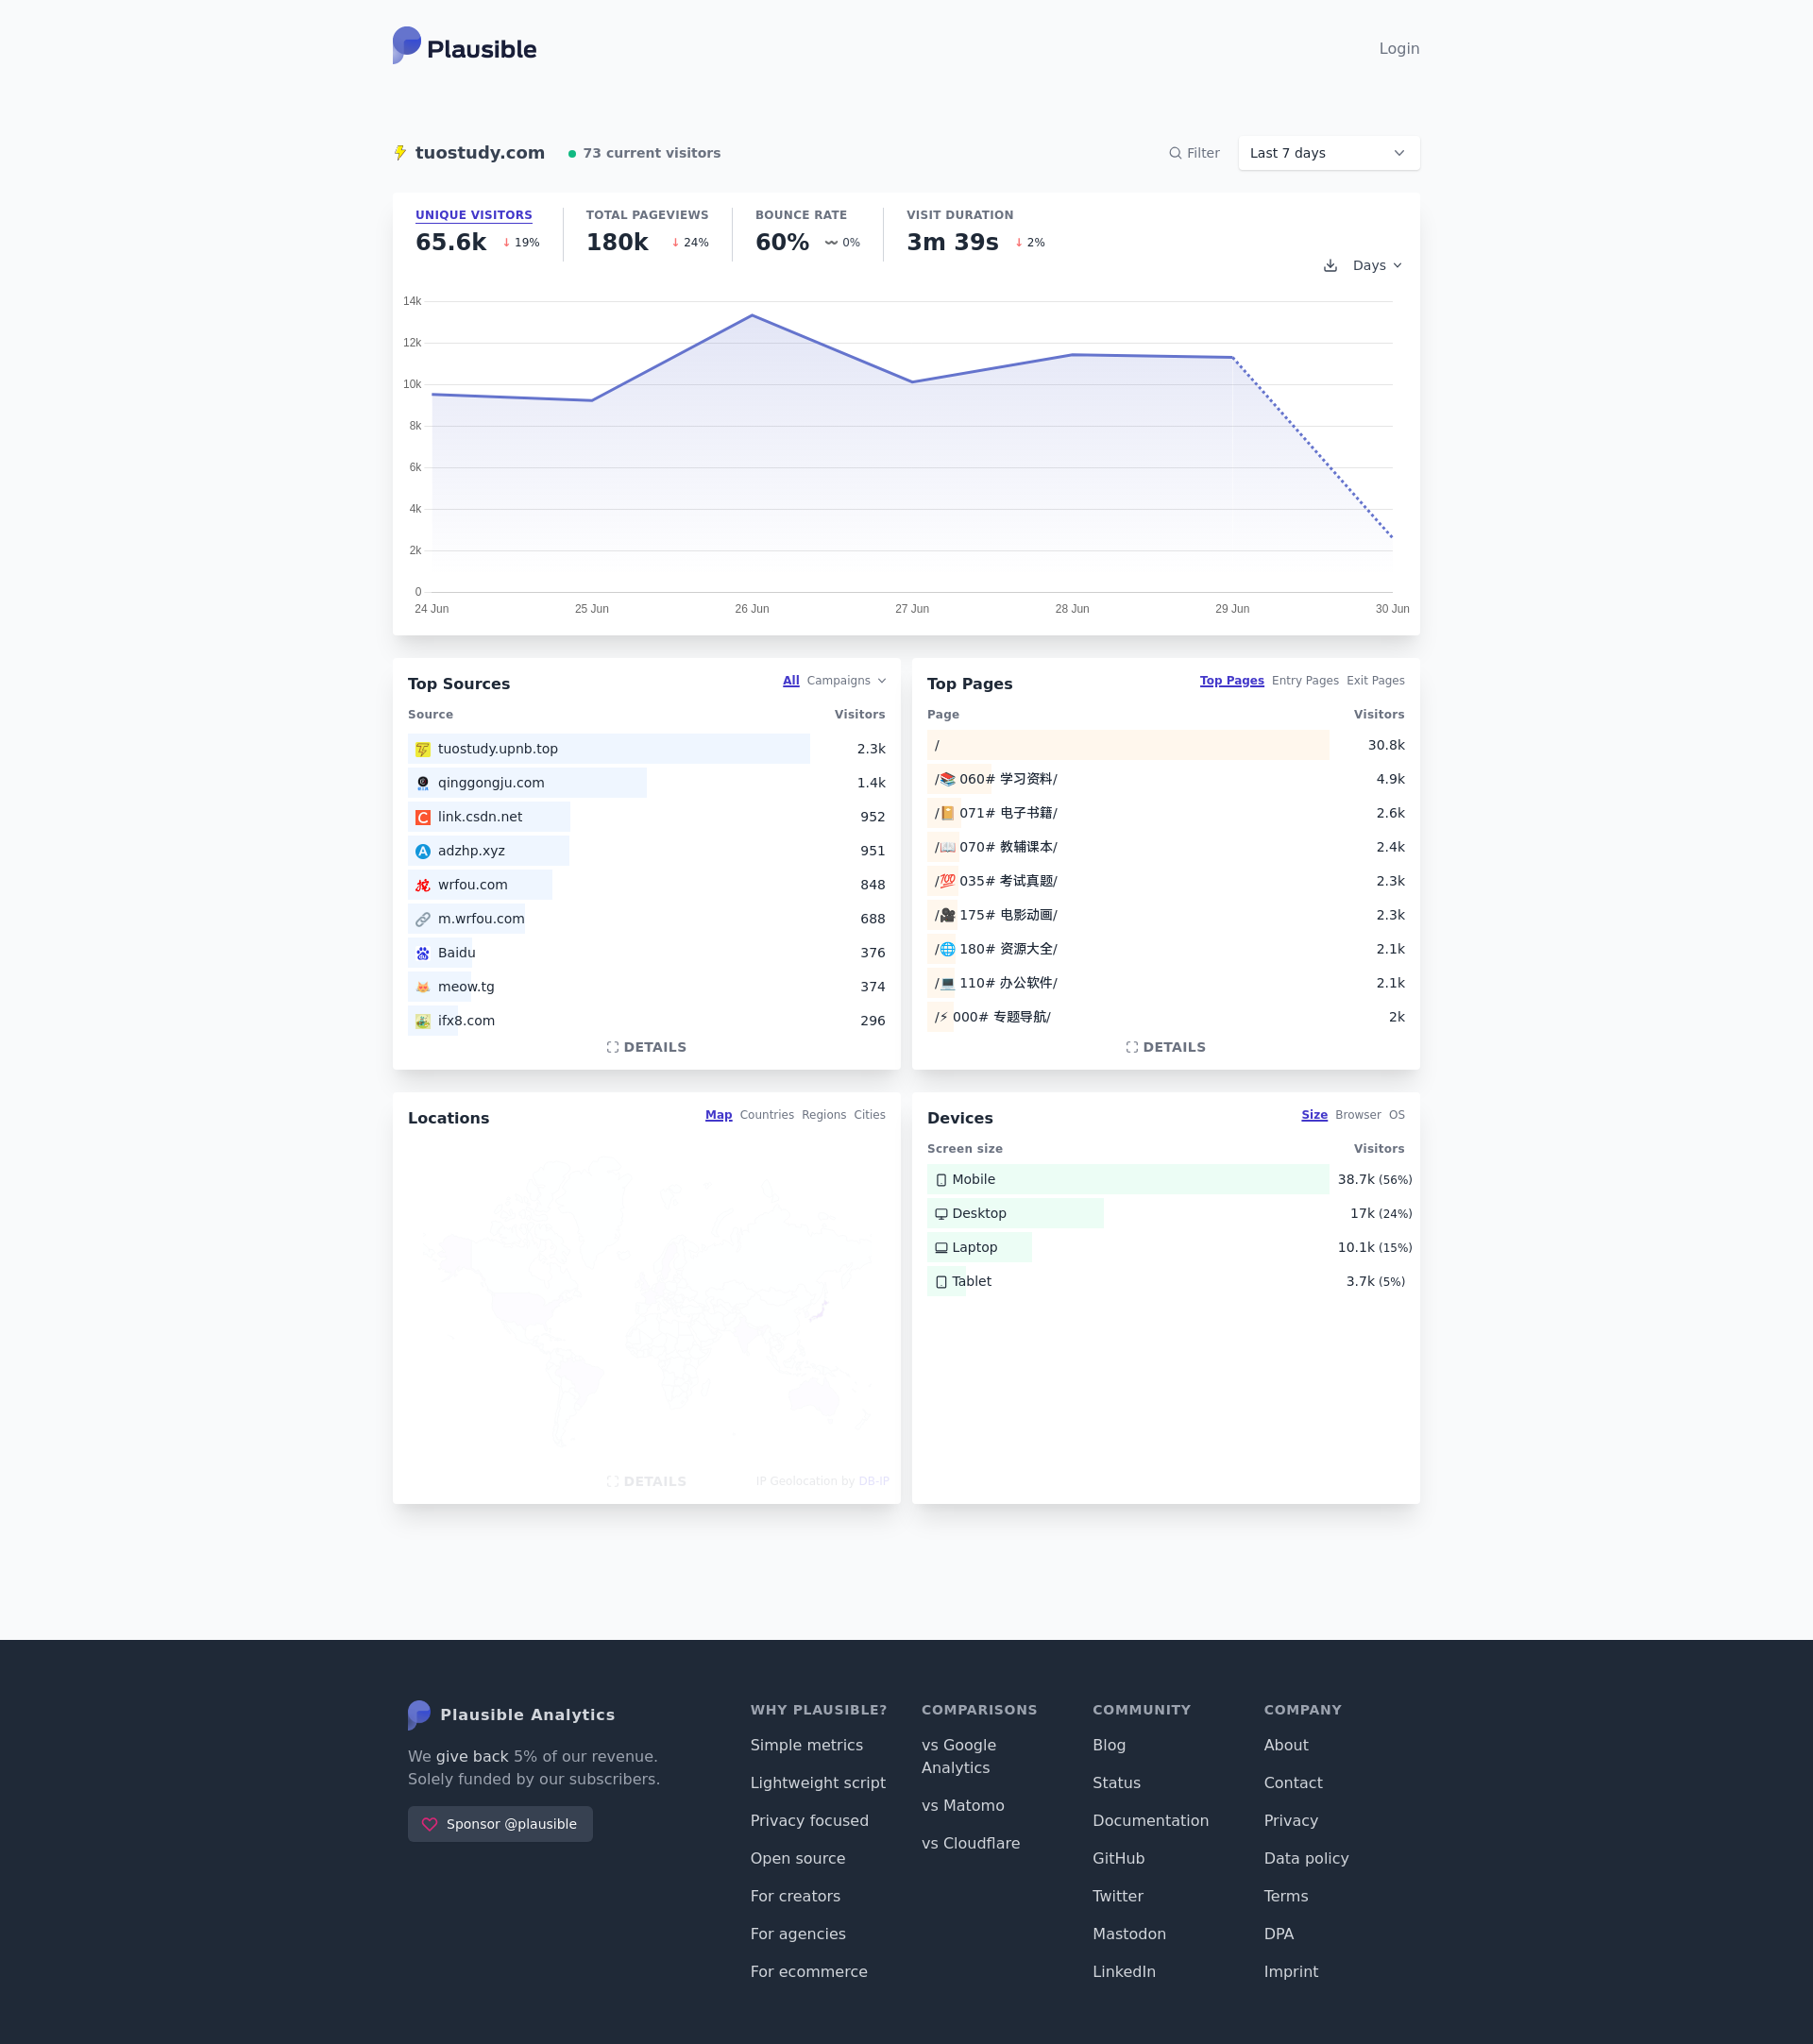 Plausible
Login
tuostudy.com
73 current visitors
Filter
Last 7 days
UNIQUE VISITORS
65.6k ↓ 19%
TOTAL PAGEVIEWS
180k ↓ 24%
BOUNCE RATE
60% 〰 0%
VISIT DURATION
3m 39s ↓ 2%
Days
14k
12k
10k
8k
6k
4k
2k
0
24 Jun
25 Jun
26 Jun
27 Jun
28 Jun
29 Jun
30 Jun
Top Sources
All Campaigns
Source Visitors
tuostudy.upnb.top 2.3k
qinggongju.com 1.4k
link.csdn.net 952
adzhp.xyz 951
wrfou.com 848
m.wrfou.com 688
Baidu 376
meow.tg 374
ifx8.com 296
DETAILS
Top Pages
Top Pages Entry Pages Exit Pages
Page Visitors
/ 30.8k
/📚 060# 学习资料/ 4.9k
/📔 071# 电子书籍/ 2.6k
/📖 070# 教辅课本/ 2.4k
/💯 035# 考试真题/ 2.3k
/🎥 175# 电影动画/ 2.3k
/🌐 180# 资源大全/ 2.1k
/💻 110# 办公软件/ 2.1k
/⚡ 000# 专题导航/ 2k
DETAILS
Locations
Map Countries Regions Cities
DETAILS
IP Geolocation by DB-IP
Devices
Size Browser OS
Screen size Visitors
Mobile 38.7k (56%)
Desktop 17k (24%)
Laptop 10.1k (15%)
Tablet 3.7k (5%)
Plausible Analytics
We give back 5% of our revenue.
Solely funded by our subscribers.
Sponsor @plausible
WHY PLAUSIBLE?
Simple metrics
Lightweight script
Privacy focused
Open source
For creators
For agencies
For ecommerce
COMPARISONS
vs Google
Analytics
vs Matomo
vs Cloudflare
COMMUNITY
Blog
Status
Documentation
GitHub
Twitter
Mastodon
LinkedIn
COMPANY
About
Contact
Privacy
Data policy
Terms
DPA
Imprint